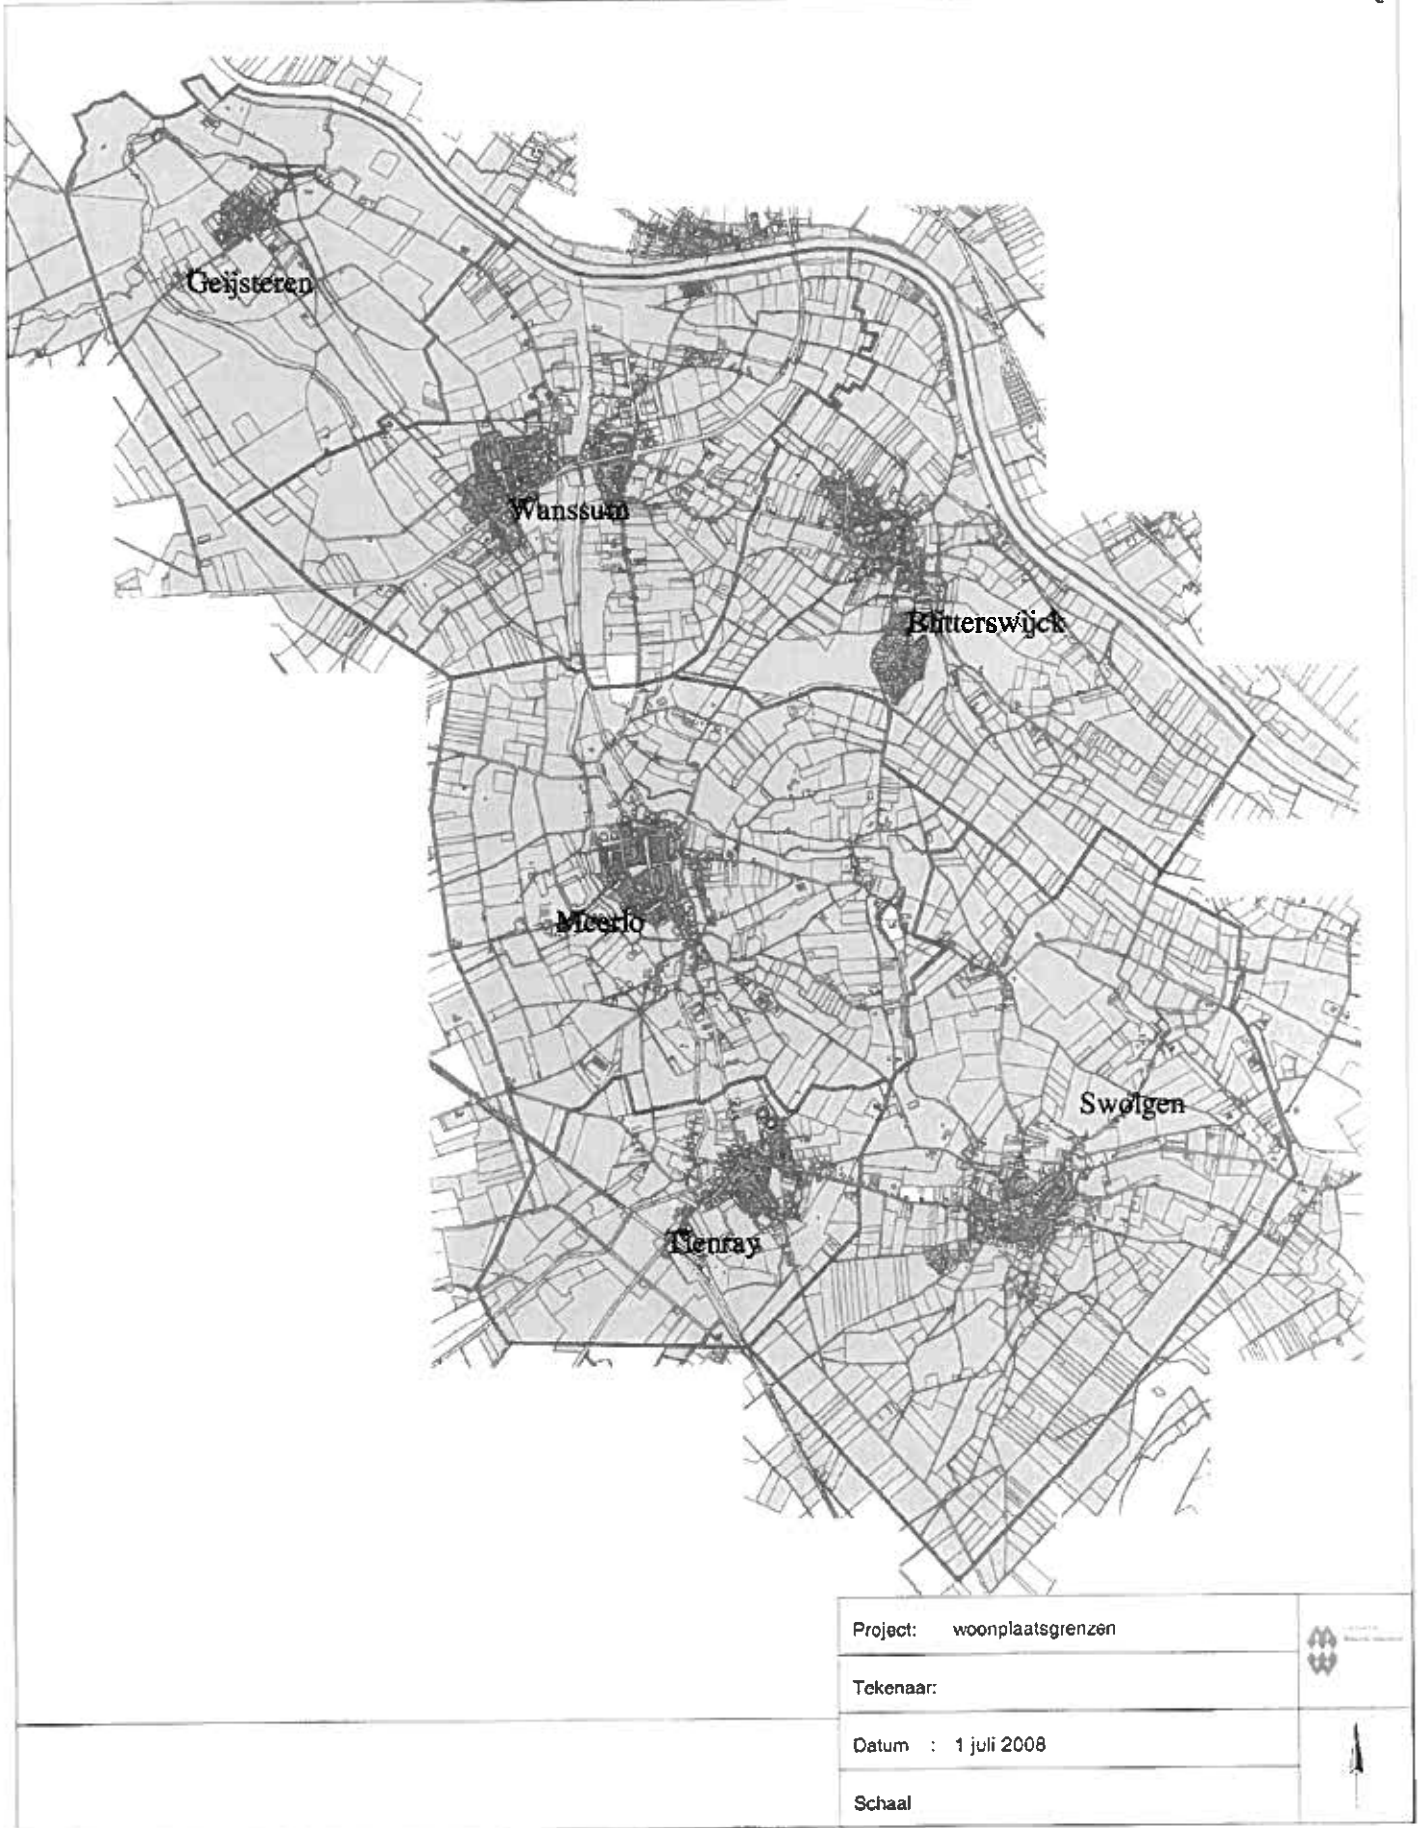 Geijsteren
Wanssum
Blitterswijck
Meerlo
Swolgen
Tienray
Project: woonplaatsgrenzen
Tekenaar:
Datum : 1 juli 2008
Schaal